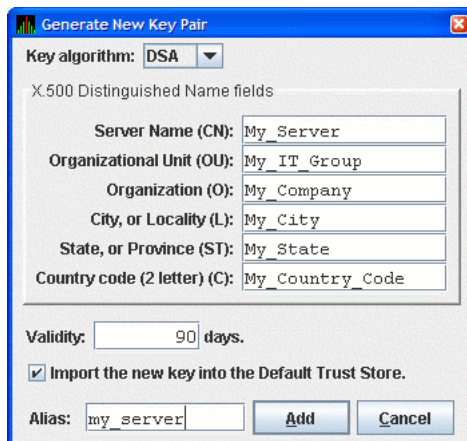 Generate New Key Pair
Key algorithm: DSA
X.500 Distinguished Name fields
Server Name (CN): My_Server
Organizational Unit (OU): My_IT_Group
Organization (O): My_Company
City, or Locality (L): My_City
State, or Province (ST): My_State
Country code (2 letter) (C): My_Country_Code
Validity: 90 days.
Import the new key into the Default Trust Store.
Alias: my_server Add Cancel